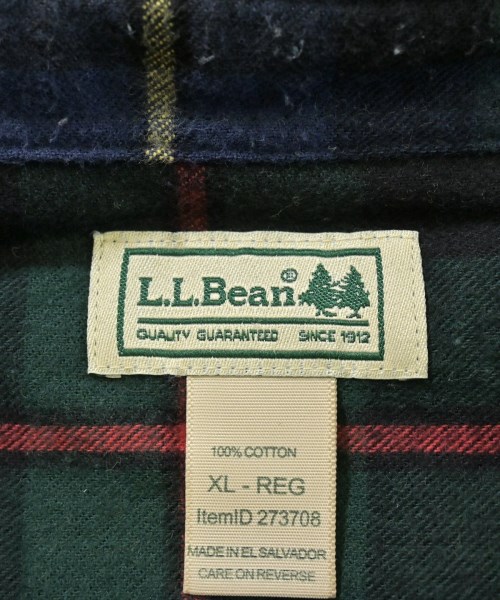 L.L.Bean®
QUALITY GUARANTEED SINCE 1912
100% COTTON
XL - REG
ItemID 273708
MADE IN EL SALVADOR
CARE ON REVERSE